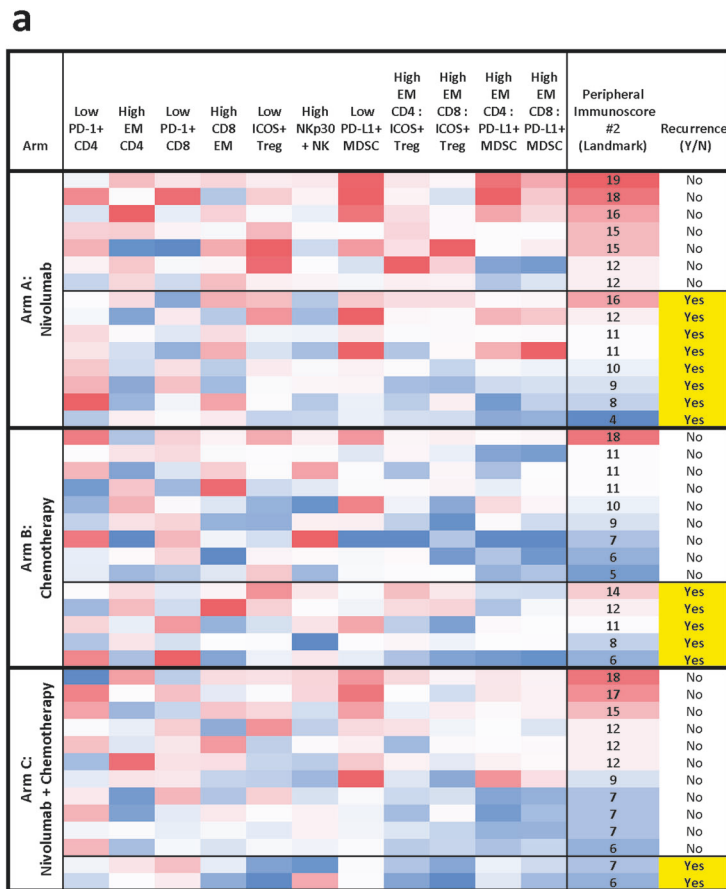 a
Arm
Low PD-1+ CD4
High EM CD4
Low PD-1+ CD8
High CD8 EM
Low ICOS+ Treg
High NKp30 + NK
Low PD-L1+ MDSC
High EM CD4 : ICOS+ Treg
High EM CD8 : ICOS+ Treg
High EM CD4 : PD-L1+ MDSC
High EM CD8 : PD-L1+ MDSC
Peripheral Immunoscore #2 (Landmark)
Recurrence (Y/N)
Arm A: Nivolumab
19 No
18 No
16 No
15 No
15 No
12 No
12 No
16 Yes
12 Yes
11 Yes
11 Yes
10 Yes
9 Yes
8 Yes
4 Yes
Arm B: Chemotherapy
18 No
11 No
11 No
11 No
10 No
9 No
7 No
6 No
5 No
14 Yes
12 Yes
11 Yes
8 Yes
6 Yes
Arm C: Nivolumab + Chemotherapy
18 No
17 No
15 No
12 No
12 No
12 No
9 No
7 No
7 No
7 No
6 No
7 Yes
6 Yes